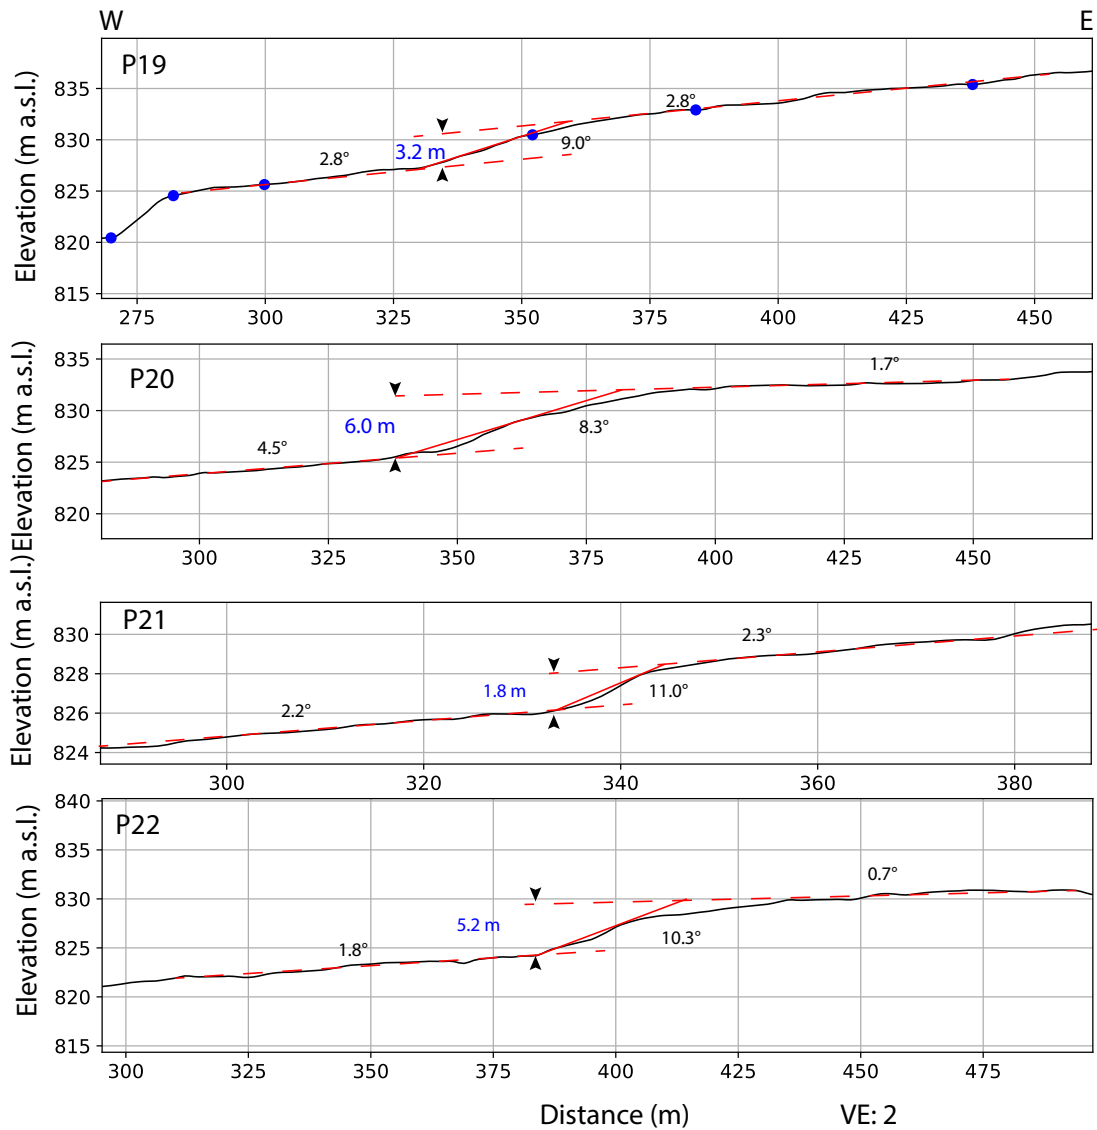 W E
P19
Elevation (m a.s.l.)
835
830
825
820
815
2.8°
3.2 m
9.0°
2.8°
275 300 325 350 375 400 425 450
P20
Elevation (m a.s.l.)
835
830
825
820
4.5°
6.0 m
8.3°
1.7°
300 325 350 375 400 425 450
P21
Elevation (m a.s.l.)
830
828
826
824
2.2°
1.8 m
11.0°
2.3°
300 320 340 360 380
P22
Elevation (m a.s.l.)
840
835
830
825
820
815
1.8°
5.2 m
10.3°
0.7°
300 350 375 400 425 450 475
Distance (m) VE: 2